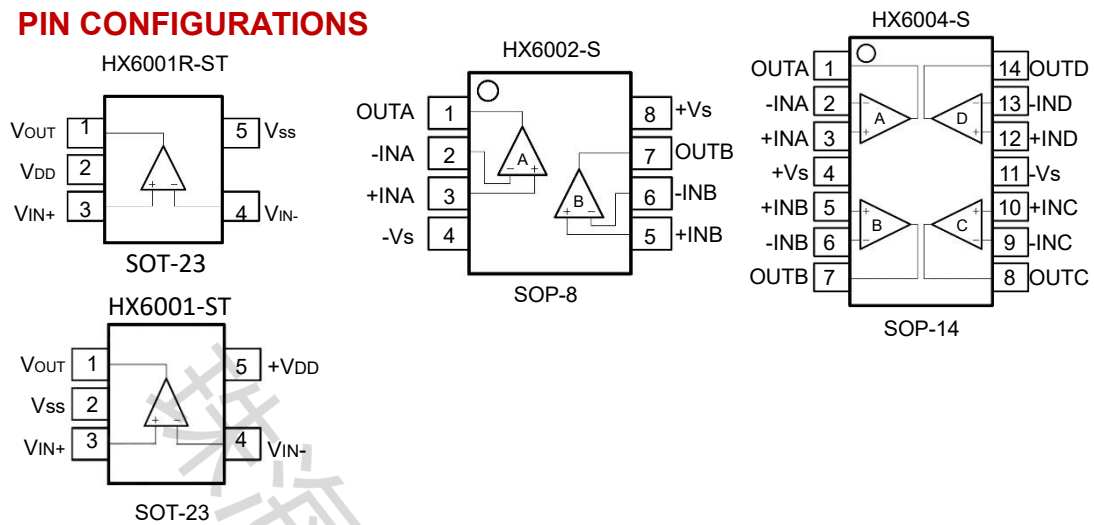 PIN CONFIGURATIONS
HX6001R-ST
VOUT 1
VDD 2
VIN+ 3
5 Vss
4 VIN-
+ -
SOT-23
HX6001-ST
VOUT 1
Vss 2
VIN+ 3
5 +VDD
4 VIN-
+ -
SOT-23
HX6002-S
OUTA 1
-INA 2
+INA 3
-Vs 4
8 +Vs
7 OUTB
6 -INB
5 +INB
A
- +
B
+ -
SOP-8
HX6004-S
OUTA 1
-INA 2
+INA 3
+Vs 4
+INB 5
-INB 6
OUTB 7
14 OUTD
13 -IND
12 +IND
11 -Vs
10 +INC
9 -INC
8 OUTC
- A +
- D +
+ B -
+ C -
SOP-14
珠海